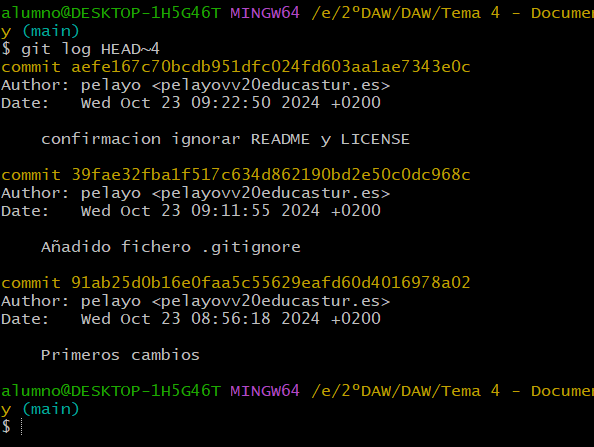 alumno@DESKTOP-1H5G46T MINGW64 /e/2ºDAW/DAW/Tema 4 - Documen
y (main)
$ git log HEAD~4
commit aefe167c70bcdb951dfc024fd603aa1ae7343e0c
Author: pelayo <pelayovv20educastur.es>
Date:   Wed Oct 23 09:22:50 2024 +0200
confirmacion ignorar README y LICENSE
commit 39fae32fba1f517c634d862190bd2e50c0dc968c
Author: pelayo <pelayovv20educastur.es>
Date:   Wed Oct 23 09:11:55 2024 +0200
Añadido fichero .gitignore
commit 91ab25d0b16e0faa5c55629eafd60d4016978a02
Author: pelayo <pelayovv20educastur.es>
Date:   Wed Oct 23 08:56:18 2024 +0200
Primeros cambios
alumno@DESKTOP-1H5G46T MINGW64 /e/2ºDAW/DAW/Tema 4 - Documen
y (main)
$